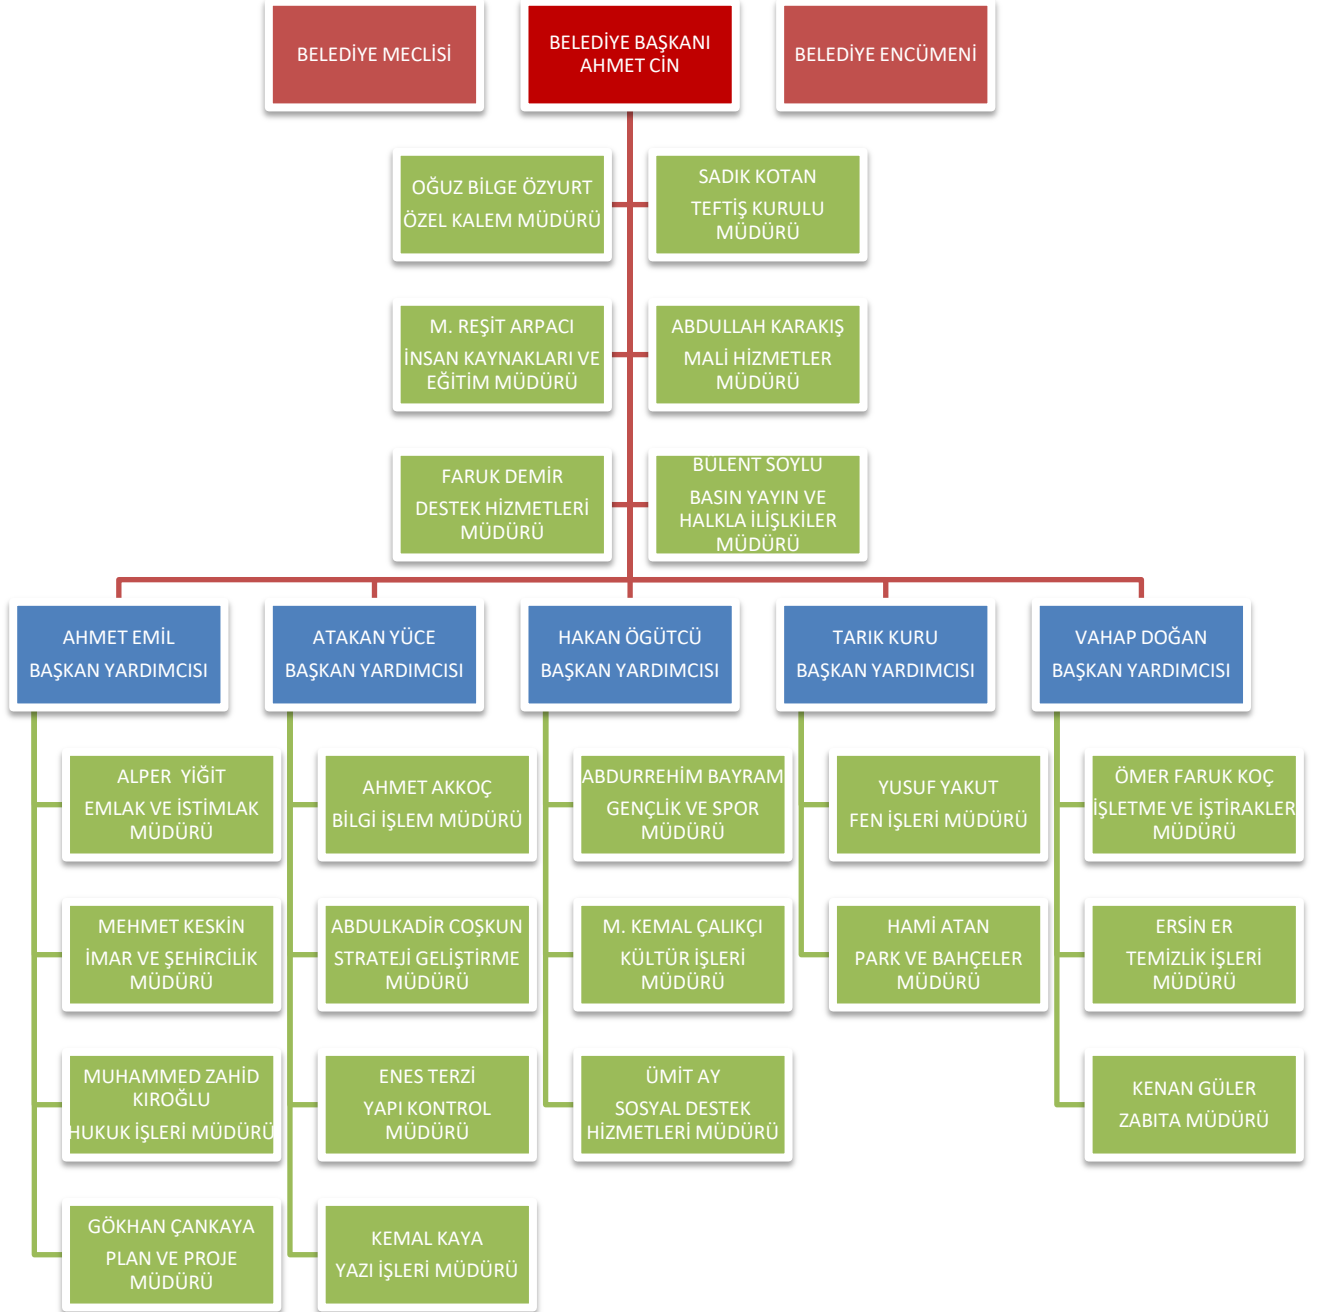 BELEDİYE MECLİSİ
BELEDİYE BAŞKANI
AHMET CİN
BELEDİYE ENCÜMENİ
OĞUZ BİLGE ÖZYURT
ÖZEL KALEM MÜDÜRÜ
SADIK KOTAN
TEFTİŞ KURULU
MÜDÜRÜ
M. REŞİT ARPACI
İNSAN KAYNAKLARI VE
EĞİTİM MÜDÜRÜ
ABDULLAH KARAKIŞ
MALİ HİZMETLER
MÜDÜRÜ
FARUK DEMİR
DESTEK HİZMETLERİ
MÜDÜRÜ
BÜLENT SOYLU
BASIN YAYIN VE
HALKLA İLİŞLKİLER
MÜDÜRÜ
AHMET EMİL
BAŞKAN YARDIMCISI
ATAKAN YÜCE
BAŞKAN YARDIMCISI
HAKAN ÖGÜTCÜ
BAŞKAN YARDIMCISI
TARIK KURU
BAŞKAN YARDIMCISI
VAHAP DOĞAN
BAŞKAN YARDIMCISI
ALPER  YİĞİT
EMLAK VE İSTİMLAK
MÜDÜRÜ
AHMET AKKOÇ
BİLGİ İŞLEM MÜDÜRÜ
ABDURREHİM BAYRAM
GENÇLİK VE SPOR
MÜDÜRÜ
YUSUF YAKUT
FEN İŞLERİ MÜDÜRÜ
ÖMER FARUK KOÇ
İŞLETME VE İŞTİRAKLER
MÜDÜRÜ
MEHMET KESKİN
İMAR VE ŞEHİRCİLİK
MÜDÜRÜ
ABDULKADİR COŞKUN
STRATEJİ GELİŞTİRME
MÜDÜRÜ
M. KEMAL ÇALIKÇI
KÜLTÜR İŞLERİ
MÜDÜRÜ
HAMİ ATAN
PARK VE BAHÇELER
MÜDÜRÜ
ERSİN ER
TEMİZLİK İŞLERİ
MÜDÜRÜ
MUHAMMED ZAHİD
KIROĞLU
HUKUK İŞLERİ MÜDÜRÜ
ENES TERZİ
YAPI KONTROL
MÜDÜRÜ
ÜMİT AY
SOSYAL DESTEK
HİZMETLERİ MÜDÜRÜ
KENAN GÜLER
ZABITA MÜDÜRÜ
GÖKHAN ÇANKAYA
PLAN VE PROJE
MÜDÜRÜ
KEMAL KAYA
YAZI İŞLERİ MÜDÜRÜ